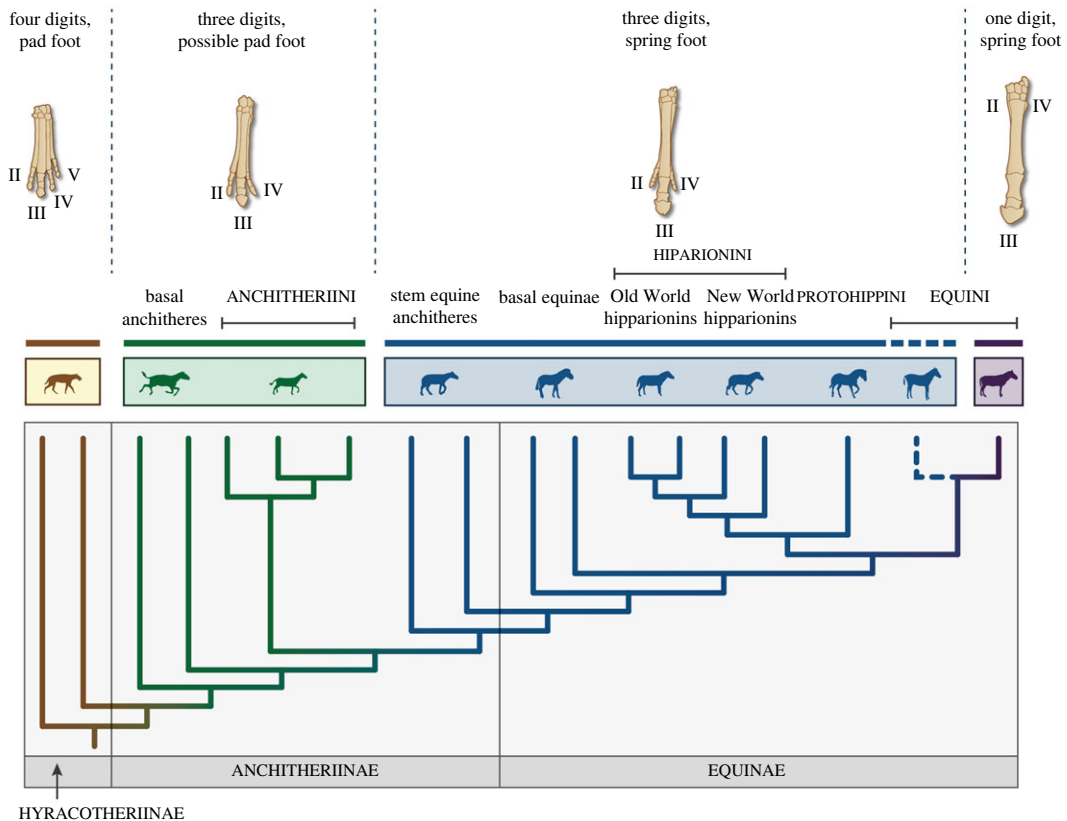 four digits,
pad foot
three digits,
possible pad foot
three digits,
spring foot
one digit,
spring foot
II
V
IV
III
II
IV
III
II
IV
III
II
IV
III
HIPARIONINI
basal
anchitheres
ANCHITHERIINI
stem equine
anchitheres
basal equinae
Old World
hipparionins
New World
hipparionins
PROTOHIPPINI
EQUINI
ANCHITHERIINAE
EQUINAE
HYRACOTHERIINAE